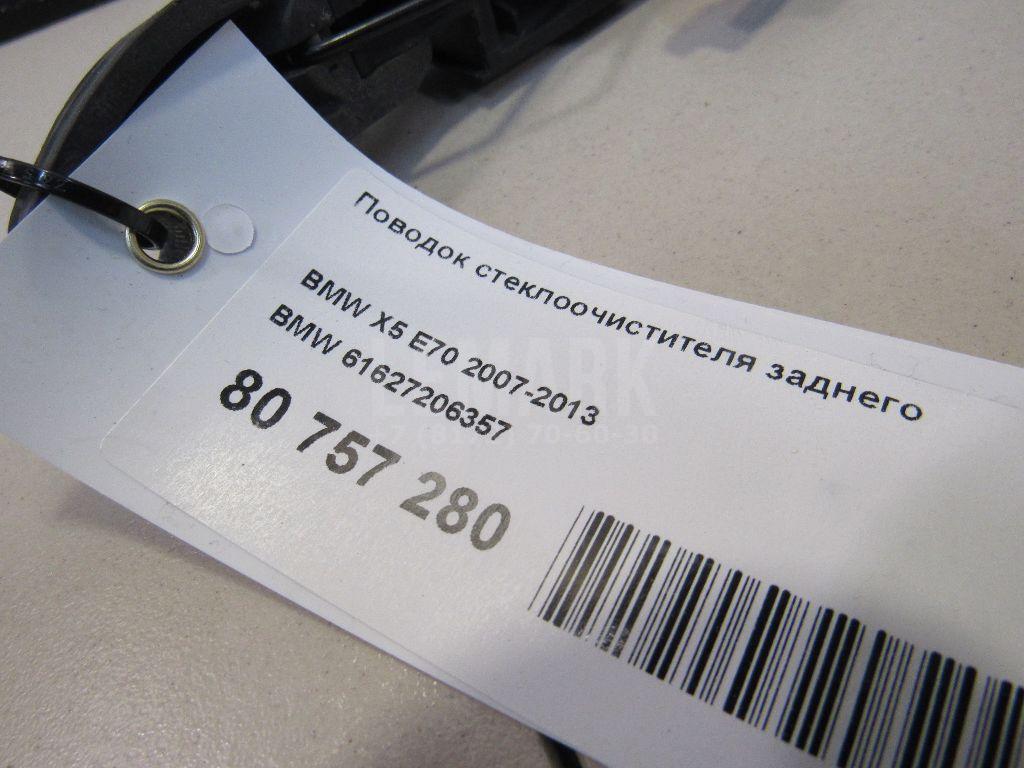 Поводок стеклоочистителя заднего
BMW X5 E70 2007-2013
BMW 61627206357
80 757 280